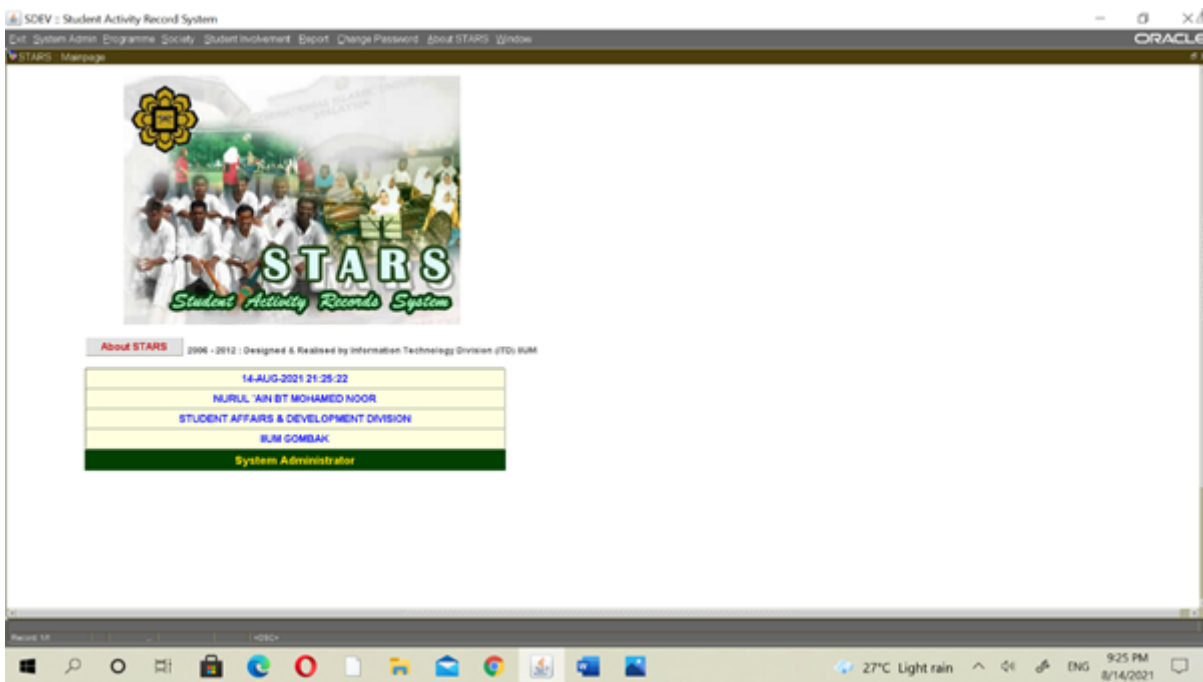 SDEV : Student Activity Record System
Exit System Admin Programme Society Student Involvement Report Change Password About STARS Window
ORACLE
STARS : Mainpage
INTERNATIONAL ISLAMIC
MALAYSIA
STARS
Student Activity Records System
About STARS 2006 - 2012 : Designed & Realised by Information Technology Division (ITD) IIUM
14-AUG-2021 21:25:22
NURUL 'AIN BT MOHAMED NOOR
STUDENT AFFAIRS & DEVELOPMENT DIVISION
IIUM GOMBAK
System Administrator
Record: 1/1 ... <OSC>
27°C Light rain ENG 9:25 PM
8/14/2021